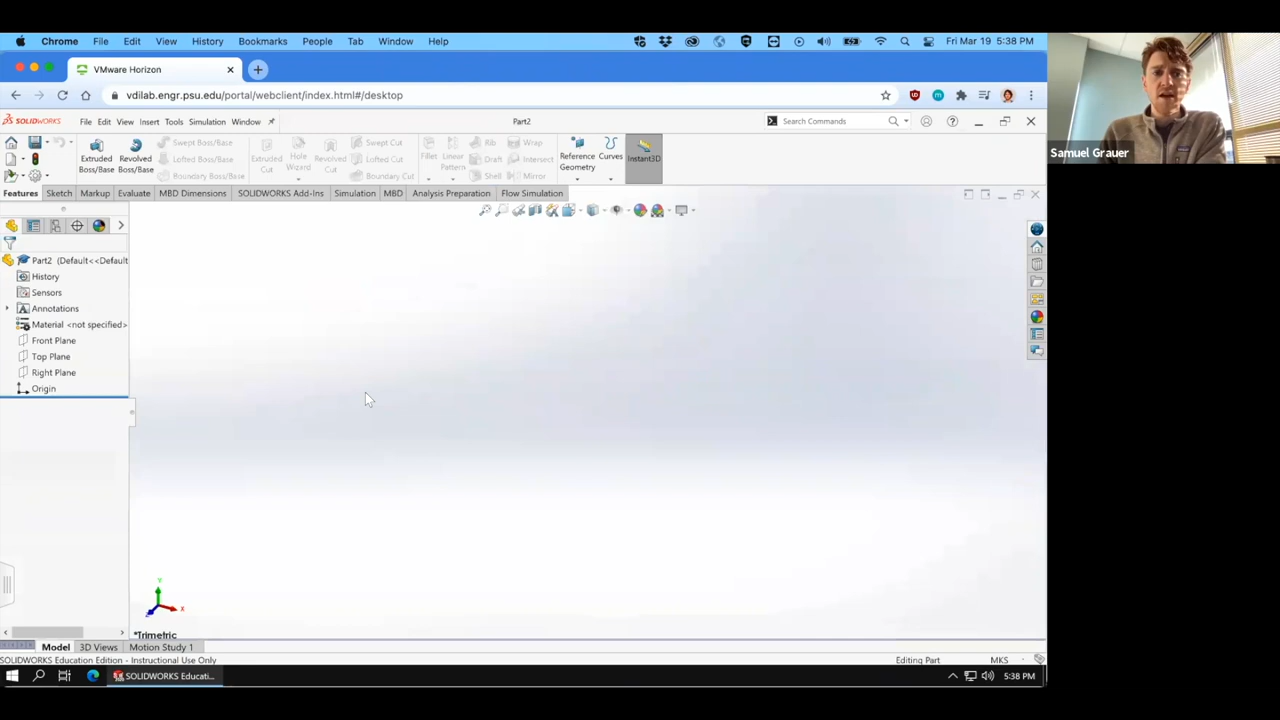 Chrome File Edit View History Bookmarks People Tab Window Help Fri Mar 19 5:38 PM
VMware Horizon
vdilab.engr.psu.edu/portal/webclient/index.html#/desktop
SOLIDWORKS File Edit View Insert Tools Simulation Window Part2 Search Commands
Extruded Boss/Base
Revolved Boss/Base
Swept Boss/Base
Lofted Boss/Base
Boundary Boss/Base
Extruded Cut
Hole Wizard
Revolved Cut
Swept Cut
Lofted Cut
Boundary Cut
Fillet
Linear Pattern
Rib
Draft
Shell
Wrap
Intersect
Mirror
Reference Geometry
Curves
Instant3D
Features Sketch Markup Evaluate MBD Dimensions SOLIDWORKS Add-Ins Simulation MBD Analysis Preparation Flow Simulation
Part2 (Default<<Default
History
Sensors
Annotations
Material <not specified>
Front Plane
Top Plane
Right Plane
Origin
Y
X
Z
*Trimetric
Model 3D Views Motion Study 1
SOLIDWORKS Education Edition - Instructional Use Only Editing Part MKS
SOLIDWORKS Educati... 5:38 PM
Samuel Grauer